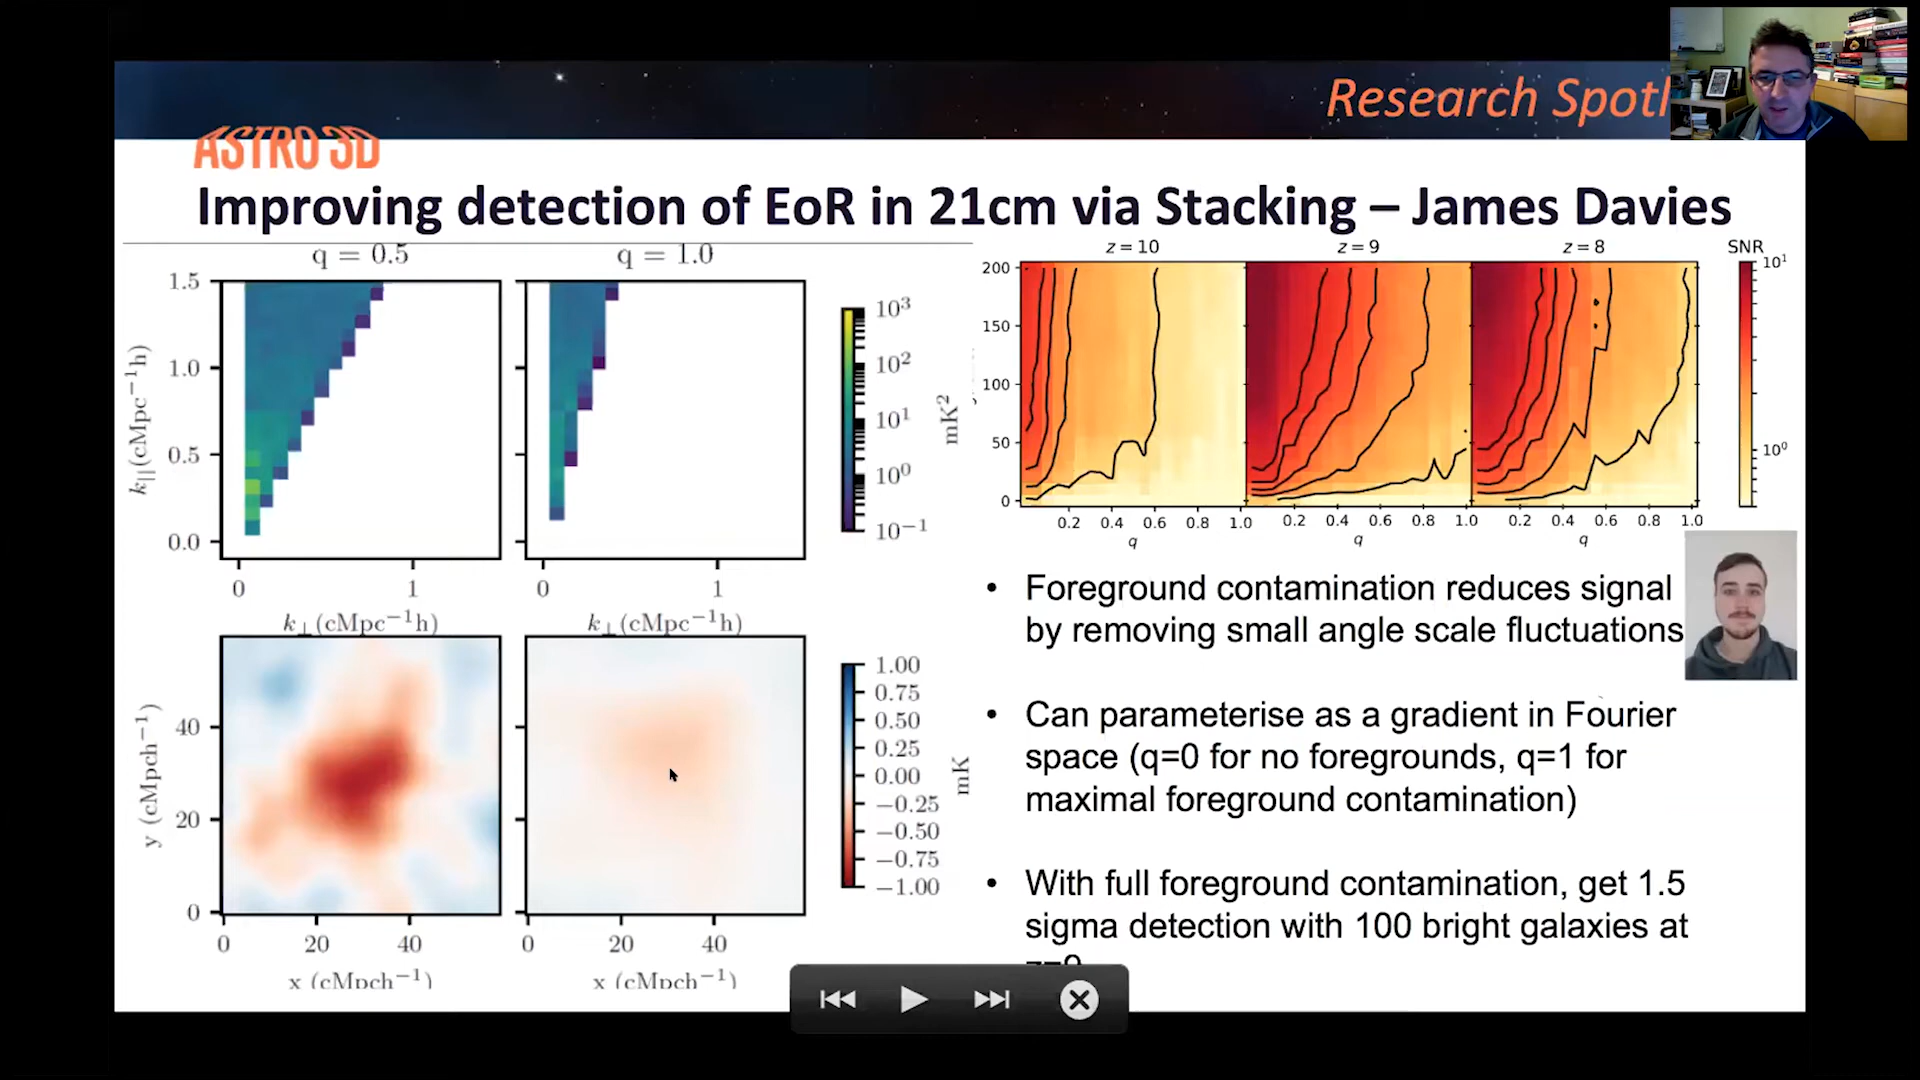 Research Spotl
ASTRO 3D
Improving detection of EoR in 21cm via Stacking – James Davies
q = 0.5
q = 1.0
1.5
1.0
0.5
0.0
k∥(cMpc⁻¹h)
0
1
0
1
k⊥(cMpc⁻¹h)
k⊥(cMpc⁻¹h)
10³
10²
10¹
10⁰
10⁻¹
mK²
40
20
0
y (cMpch⁻¹)
0
20
40
0
20
40
x (cMpch⁻¹)
x (cMpch⁻¹)
1.00
0.75
0.50
0.25
0.00
−0.25
−0.50
−0.75
−1.00
mK
z = 10
z = 9
z = 8
SNR
200
150
100
50
0
0.2 0.4 0.6 0.8 1.0
0.2 0.4 0.6 1.0
0.2 0.4 0.6 0.8 1.0
q
q
q
10¹
10⁰
• Foreground contamination reduces signal
by removing small angle scale fluctuations
• Can parameterise as a gradient in Fourier
space (q=0 for no foregrounds, q=1 for
maximal foreground contamination)
• With full foreground contamination, get 1.5
sigma detection with 100 bright galaxies at
z=9